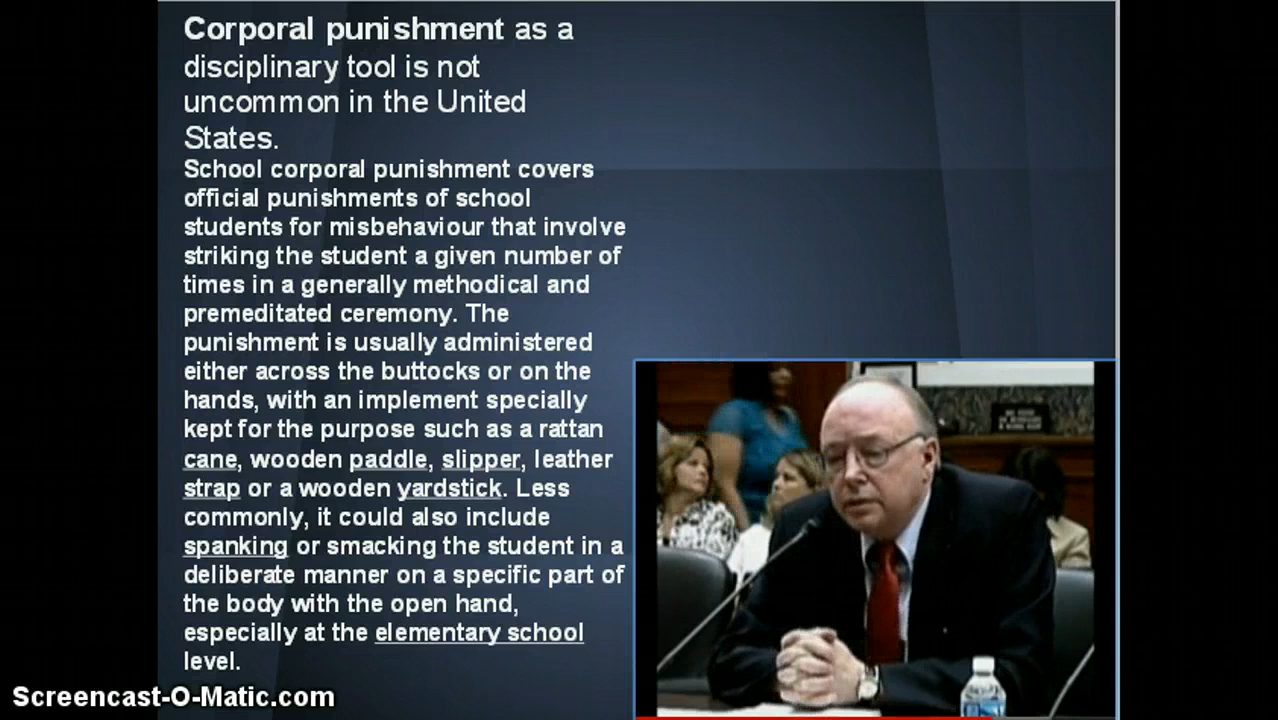 Corporal punishment as a
disciplinary tool is not
uncommon in the United
States.
School corporal punishment covers
official punishments of school
students for misbehaviour that involve
striking the student a given number of
times in a generally methodical and
premeditated ceremony. The
punishment is usually administered
either across the buttocks or on the
hands, with an implement specially
kept for the purpose such as a rattan
cane, wooden paddle, slipper, leather
strap or a wooden yardstick. Less
commonly, it could also include
spanking or smacking the student in a
deliberate manner on a specific part of
the body with the open hand,
especially at the elementary school
level.
Screencast-O-Matic.com